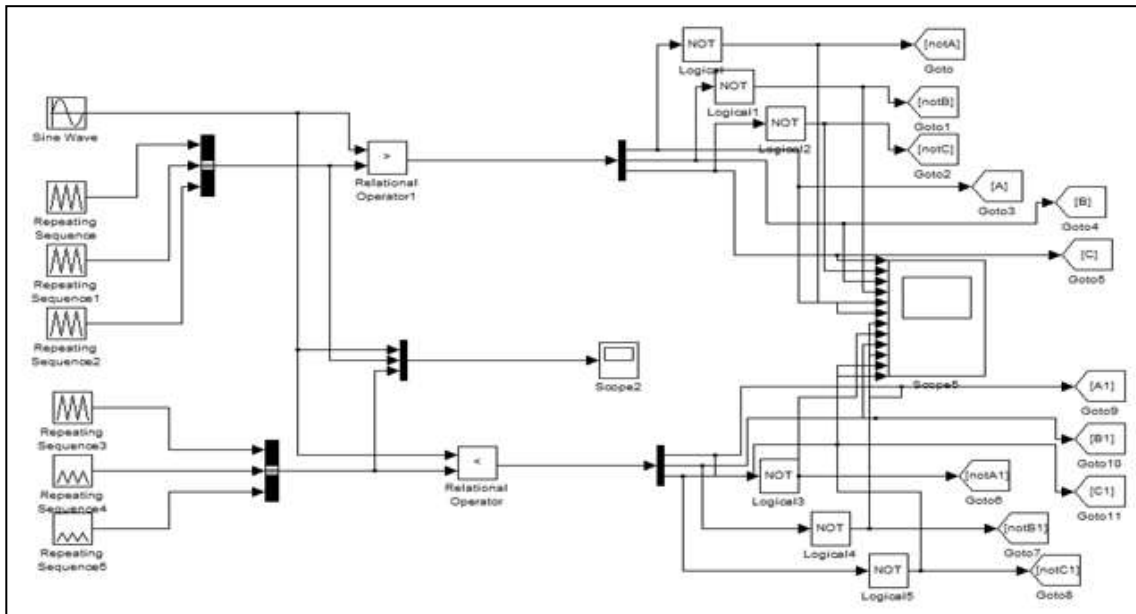 NOT
Logical
[notA]
Goto
NOT
Logical1
[notB]
Goto1
NOT
Logical2
[notC]
Goto2
Sine Wave
>
Relational
Operator1
[A]
Goto3
[B]
Goto4
[C]
Goto5
Repeating
Sequence
Repeating
Sequence1
Repeating
Sequence2
Scope2
Scope5
[A1]
Goto9
Repeating
Sequence3
<
Relational
Operator
[B1]
Goto10
NOT
Logical3
[notA1]
Goto6
[C1]
Goto11
Repeating
Sequence4
NOT
Logical4
[notB1]
Goto7
Repeating
Sequence5
NOT
Logical5
[notC1]
Goto8